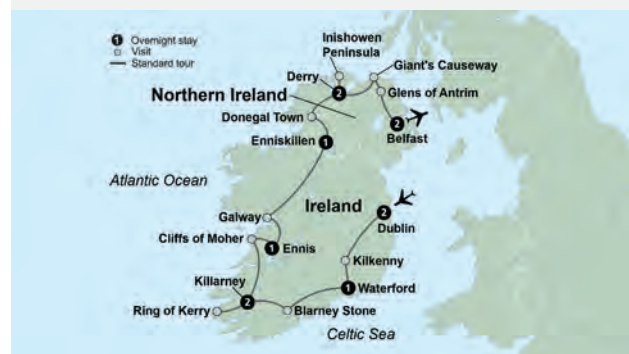 1 Overnight stay
Visit
Standard tour
Inishowen
Peninsula
Giant's Causeway
Derry
2
Glens of Antrim
Northern Ireland
Donegal Town
2
Belfast
Enniskillen
1
Atlantic Ocean
Ireland
Galway
2
Dublin
Cliffs of Moher
1
Ennis
Kilkenny
Killarney
2
1
Waterford
Ring of Kerry
Blarney Stone
Celtic Sea